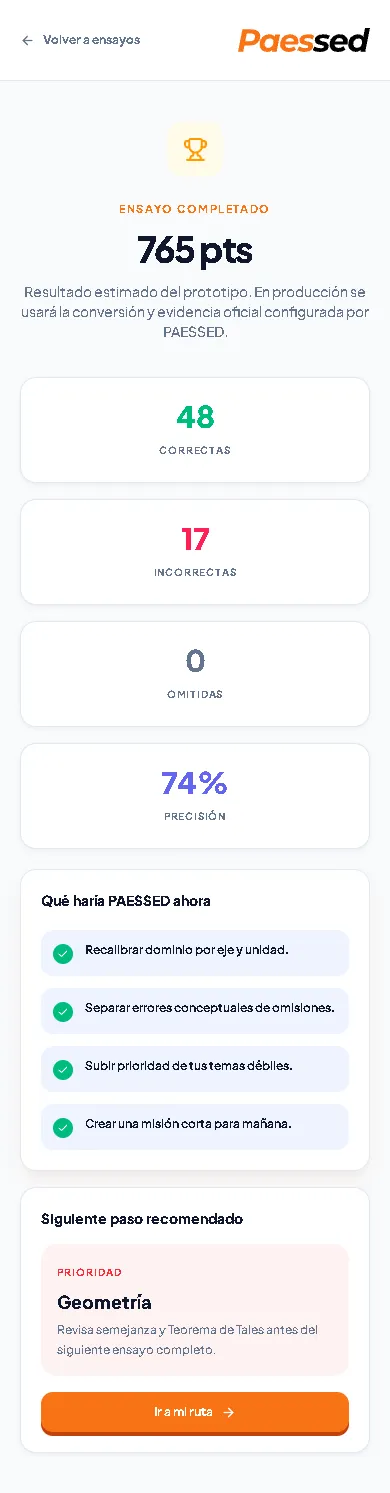 Volver a ensayos
Paessed
ENSAYO COMPLETADO
765 pts
Resultado estimado del prototipo. En producción se
usará la conversión y evidencia oficial configurada por
PAESSED.
48
CORRECTAS
17
INCORRECTAS
0
OMITIDAS
74%
PRECISIÓN
Qué haría PAESSED ahora
Recalibrar dominio por eje y unidad.
Separar errores conceptuales de omisiones.
Subir prioridad de tus temas débiles.
Crear una misión corta para mañana.
Siguiente paso recomendado
PRIORIDAD
Geometría
Revisa semejanza y Teorema de Tales antes del
siguiente ensayo completo.
Ir a mi ruta